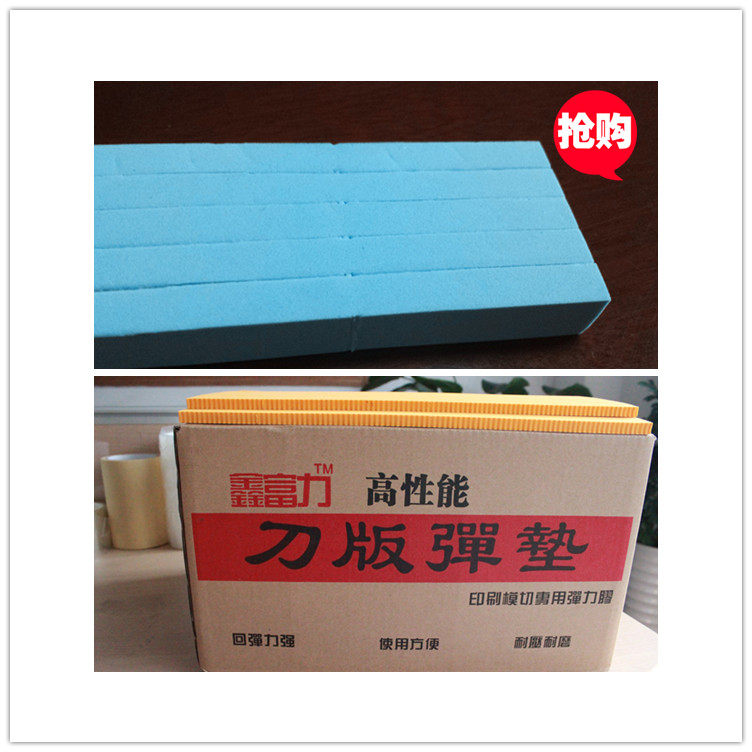 抢购
鑫富力™
高性能
刀版彈墊
印刷模切專用彈力膠
回彈力强
使用方便
耐壓耐磨